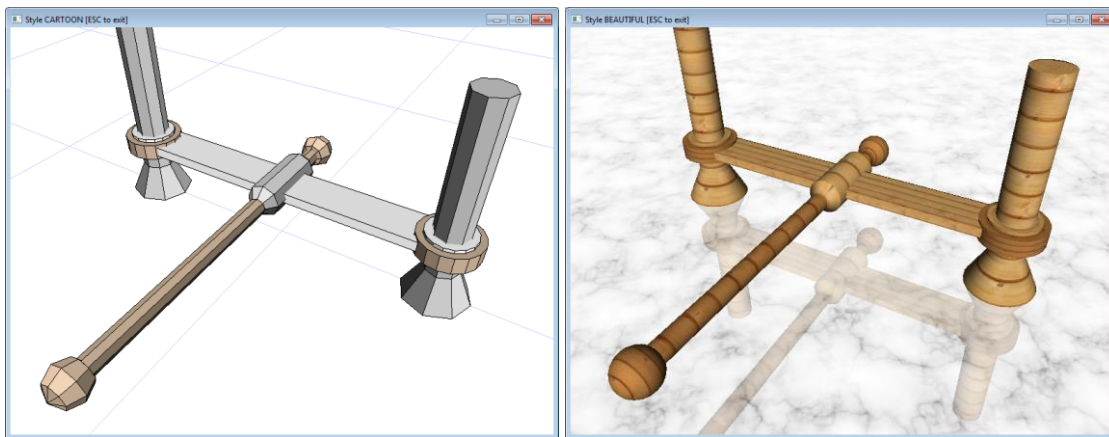 Style CARTOON [ESC to exit]
Style BEAUTIFUL [ESC to exit]